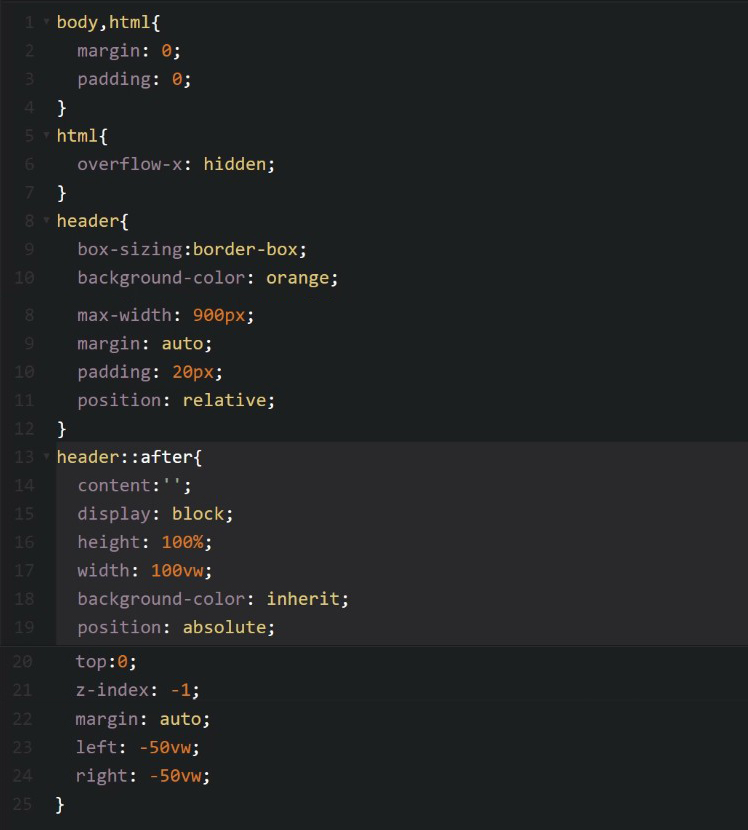 1 body,html{
2 margin: 0;
3 padding: 0;
4 }
5 html{
6 overflow-x: hidden;
7 }
8 header{
9 box-sizing:border-box;
10 background-color: orange;
8 max-width: 900px;
9 margin: auto;
10 padding: 20px;
11 position: relative;
12 }
13 header::after{
14 content:'';
15 display: block;
16 height: 100%;
17 width: 100vw;
18 background-color: inherit;
19 position: absolute;
20 top:0;
21 z-index: -1;
22 margin: auto;
23 left: -50vw;
24 right: -50vw;
25 }